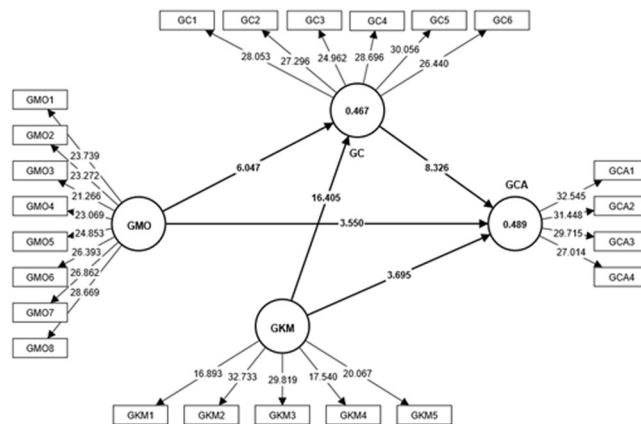 GC1 GC2 GC3 GC4 GC5 GC6
28.053 27.296 24.962 28.696 30.056 26.440
0.467
GC
GMO1
GMO2
GMO3
GMO4
GMO5
GMO6
GMO7
GMO8
23.739
23.272
21.266
23.069
24.853
26.393
26.862
28.669
GMO
6.047
16.405
8.326
3.550
3.695
GCA
0.489
32.545
31.448
29.715
27.014
GCA1
GCA2
GCA3
GCA4
GKM
16.893 32.733 29.819 17.540 20.067
GKM1 GKM2 GKM3 GKM4 GKM5